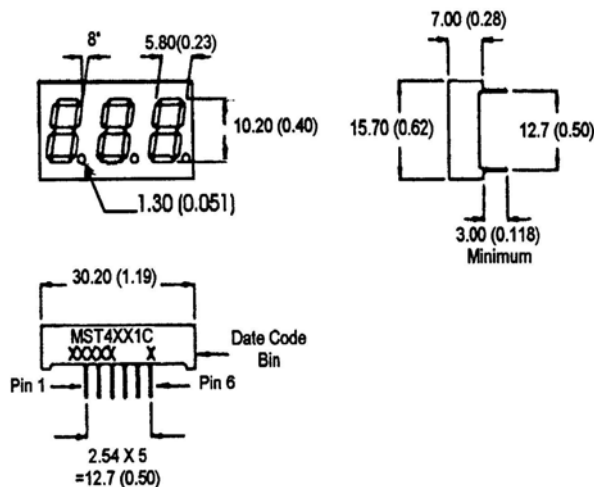 8°
5.80(0.23)
10.20 (0.40)
1.30 (0.051)
7.00 (0.28)
15.70 (0.62)
12.7 (0.50)
3.00 (0.118)
Minimum
30.20 (1.19)
MST4XX1C
XXXXX X
Date Code
Bin
Pin 1
Pin 6
2.54 X 5
=12.7 (0.50)